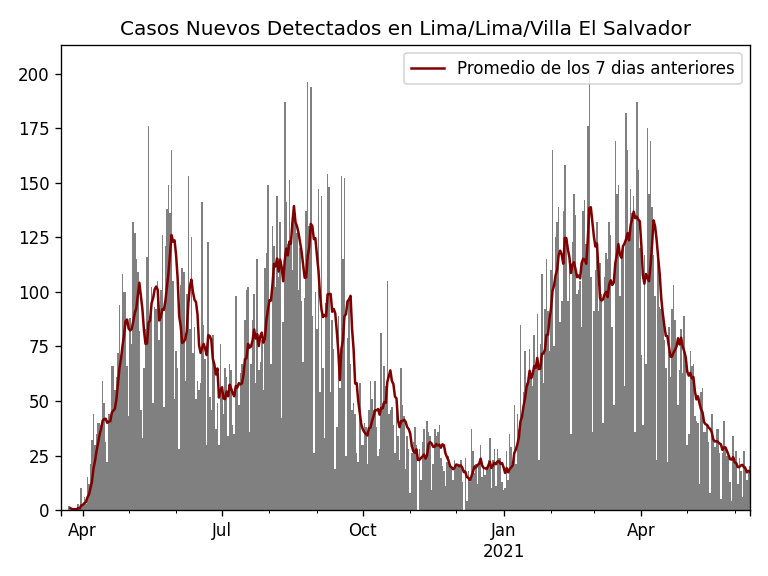 Casos Nuevos Detectados en Lima/Lima/Villa El Salvador
Promedio de los 7 dias anteriores
200
175
150
125
100
75
50
25
0
Apr
Jul
Oct
Jan
Apr
2021